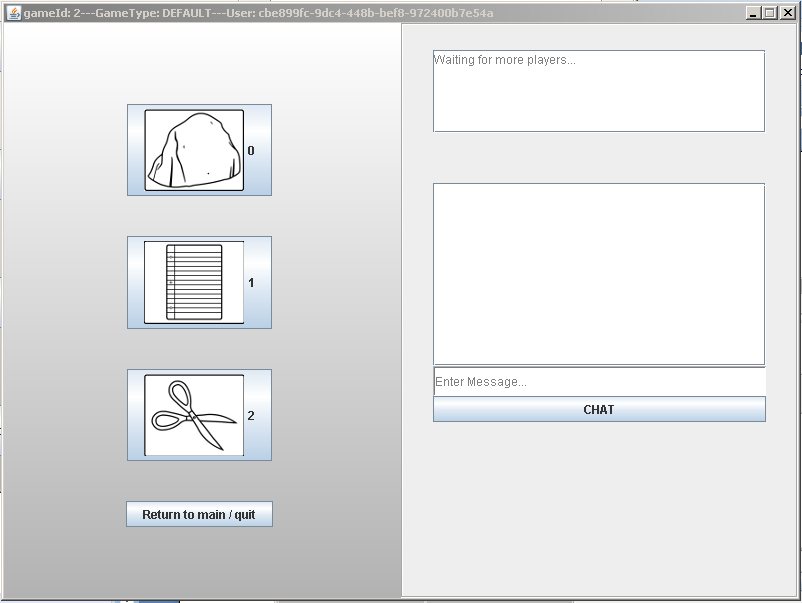 gameId: 2---GameType: DEFAULT---User: cbe899fc-9dc4-448b-bef8-972400b7e54a
0
1
2
Return to main / quit
Waiting for more players...
Enter Message...
CHAT